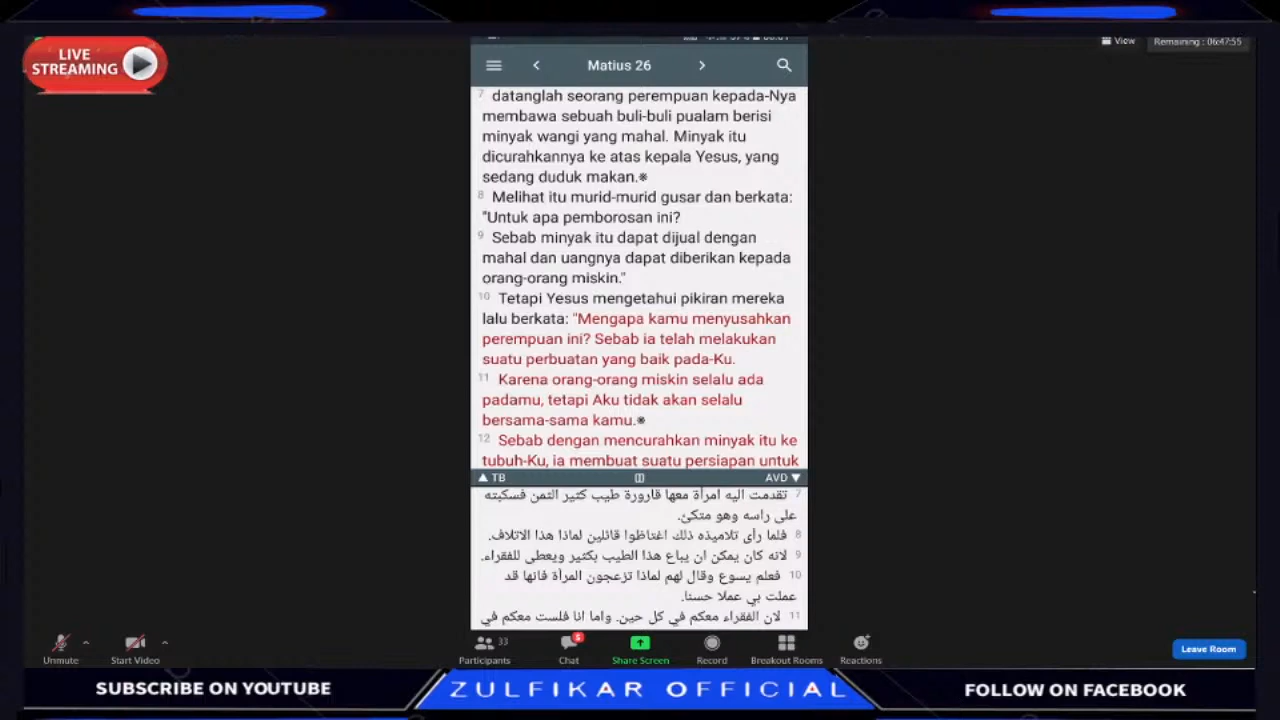 LIVE
STREAMING
View
Remaining : 06:47:55
Matius 26
7 datanglah seorang perempuan kepada-Nya
membawa sebuah buli-buli pualam berisi
minyak wangi yang mahal. Minyak itu
dicurahkannya ke atas kepala Yesus, yang
sedang duduk makan.※
8 Melihat itu murid-murid gusar dan berkata:
"Untuk apa pemborosan ini?
9 Sebab minyak itu dapat dijual dengan
mahal dan uangnya dapat diberikan kepada
orang-orang miskin."
10 Tetapi Yesus mengetahui pikiran mereka
lalu berkata: "Mengapa kamu menyusahkan
perempuan ini? Sebab ia telah melakukan
suatu perbuatan yang baik pada-Ku.
11 Karena orang-orang miskin selalu ada
padamu, tetapi Aku tidak akan selalu
bersama-sama kamu.※
12 Sebab dengan mencurahkan minyak itu ke
tubuh-Ku, ia membuat suatu persiapan untuk
▲ TB AVD ▼
7 تقدمت اليه امرأة معها قارورة طيب كثير الثمن فسكبته
على راسه وهو متكئ.
8 فلما رأى تلاميذه ذلك اغتاظوا قائلين لماذا هذا الاتلاف.
9 لانه كان يمكن ان يباع هذا الطيب بكثير ويعطى للفقراء.
10 فعلم يسوع وقال لهم لماذا تزعجون المرأة فانها قد
عملت بي عملا حسنا.
11 لان الفقراء معكم في كل حين. واما انا فلست معكم في
Unmute
Start Video
Participants 33
Chat 5
Share Screen
Record
Breakout Rooms
Reactions
Leave Room
SUBSCRIBE ON YOUTUBE
ZULFIKAR OFFICIAL
FOLLOW ON FACEBOOK